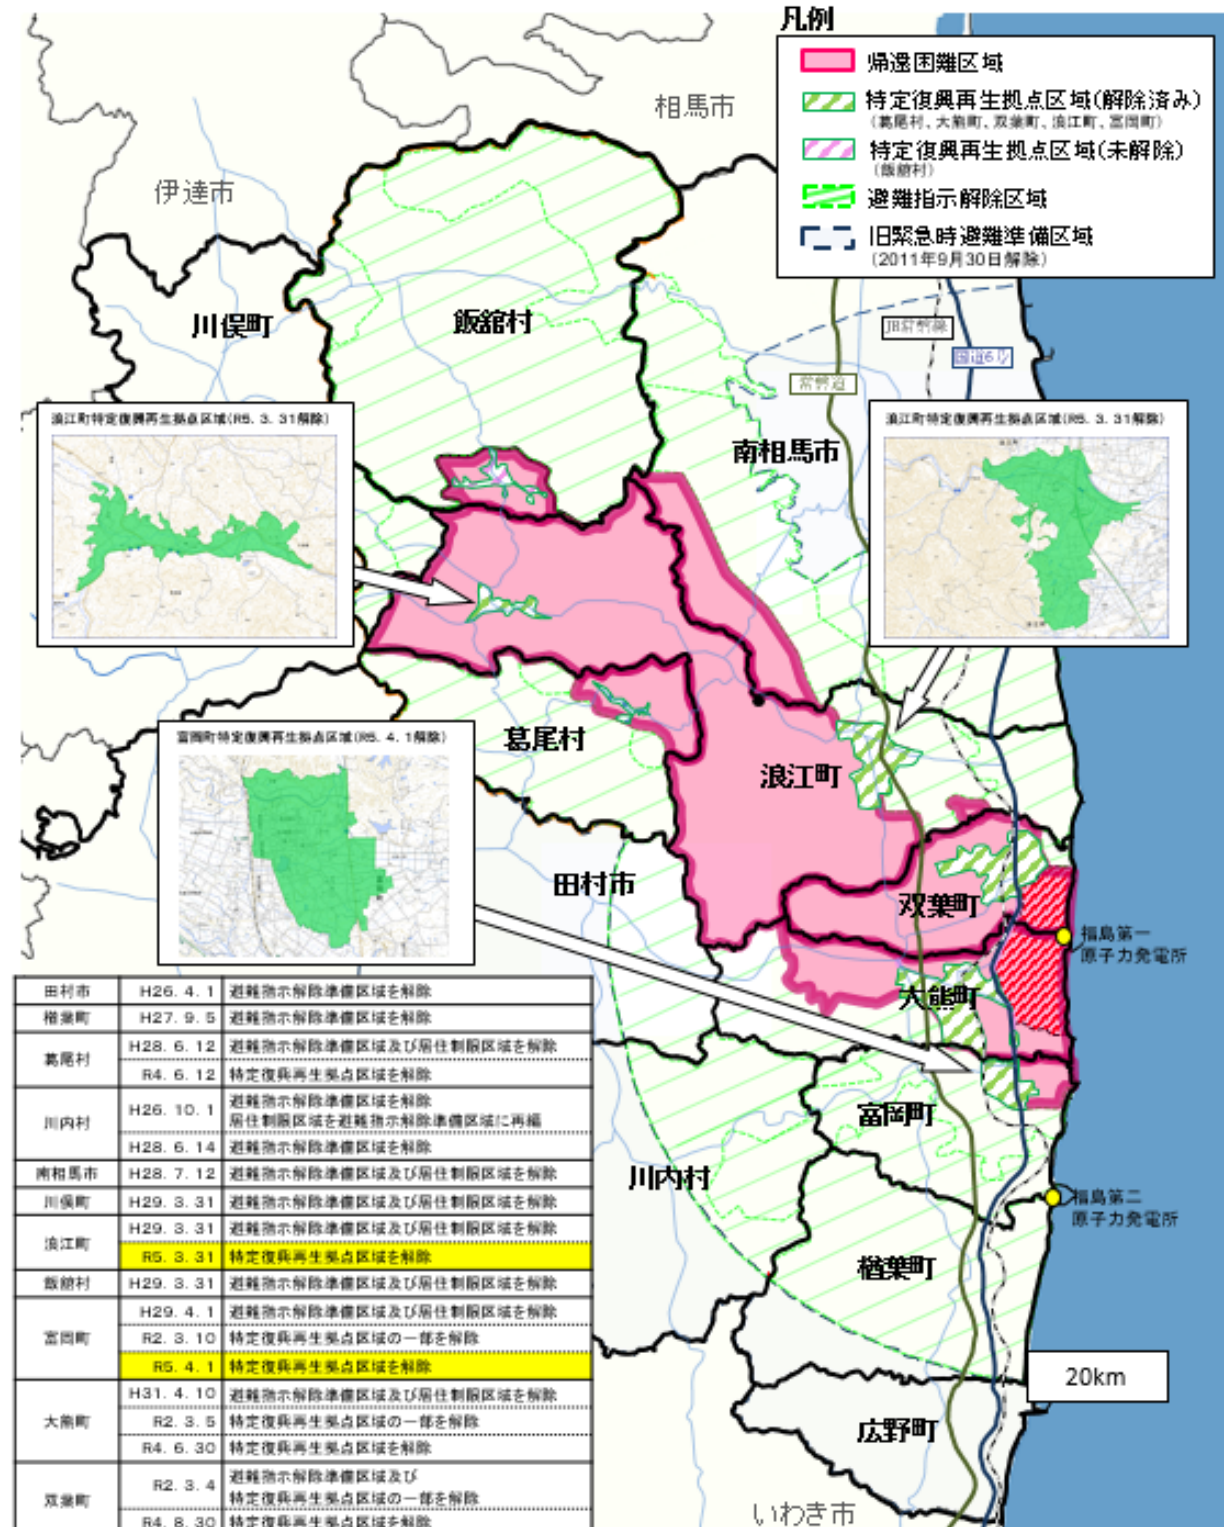 凡例
帰還困難区域
特定復興再生拠点区域(解除済み)
(葛尾村、大熊町、双葉町、浪江町、富岡町)
特定復興再生拠点区域(未解除)
(飯舘村)
避難指示解除区域
旧緊急時避難準備区域
(2011年9月30日解除)
相馬市
伊達市
川俣町
飯舘村
JR常磐線
国道6号
常磐道
南相馬市
浪江町特定復興再生拠点区域(R5. 3. 31解除)
浪江町特定復興再生拠点区域(R5. 3. 31解除)
葛尾村
浪江町
富岡町特定復興再生拠点区域(R5. 4. 1解除)
田村市
双葉町
福島第一
原子力発電所
大熊町
富岡町
川内村
福島第二
原子力発電所
楢葉町
20km
広野町
いわき市
田村市 H26. 4. 1 避難指示解除準備区域を解除
楢葉町 H27. 9. 5 避難指示解除準備区域を解除
葛尾村 H28. 6. 12 避難指示解除準備区域及び居住制限区域を解除
R4. 6. 12 特定復興再生拠点区域を解除
川内村 H26. 10. 1 避難指示解除準備区域を解除
居住制限区域を避難指示解除準備区域に再編
H28. 6. 14 避難指示解除準備区域を解除
南相馬市 H28. 7. 12 避難指示解除準備区域及び居住制限区域を解除
川俣町 H29. 3. 31 避難指示解除準備区域及び居住制限区域を解除
浪江町 H29. 3. 31 避難指示解除準備区域及び居住制限区域を解除
R5. 3. 31 特定復興再生拠点区域を解除
飯舘村 H29. 3. 31 避難指示解除準備区域及び居住制限区域を解除
富岡町 H29. 4. 1 避難指示解除準備区域及び居住制限区域を解除
R2. 3. 10 特定復興再生拠点区域の一部を解除
R5. 4. 1 特定復興再生拠点区域を解除
大熊町 H31. 4. 10 避難指示解除準備区域及び居住制限区域を解除
R2. 3. 5 特定復興再生拠点区域の一部を解除
R4. 6. 30 特定復興再生拠点区域を解除
双葉町 R2. 3. 4 避難指示解除準備区域及び
特定復興再生拠点区域の一部を解除
R4. 8. 30 特定復興再生拠点区域を解除